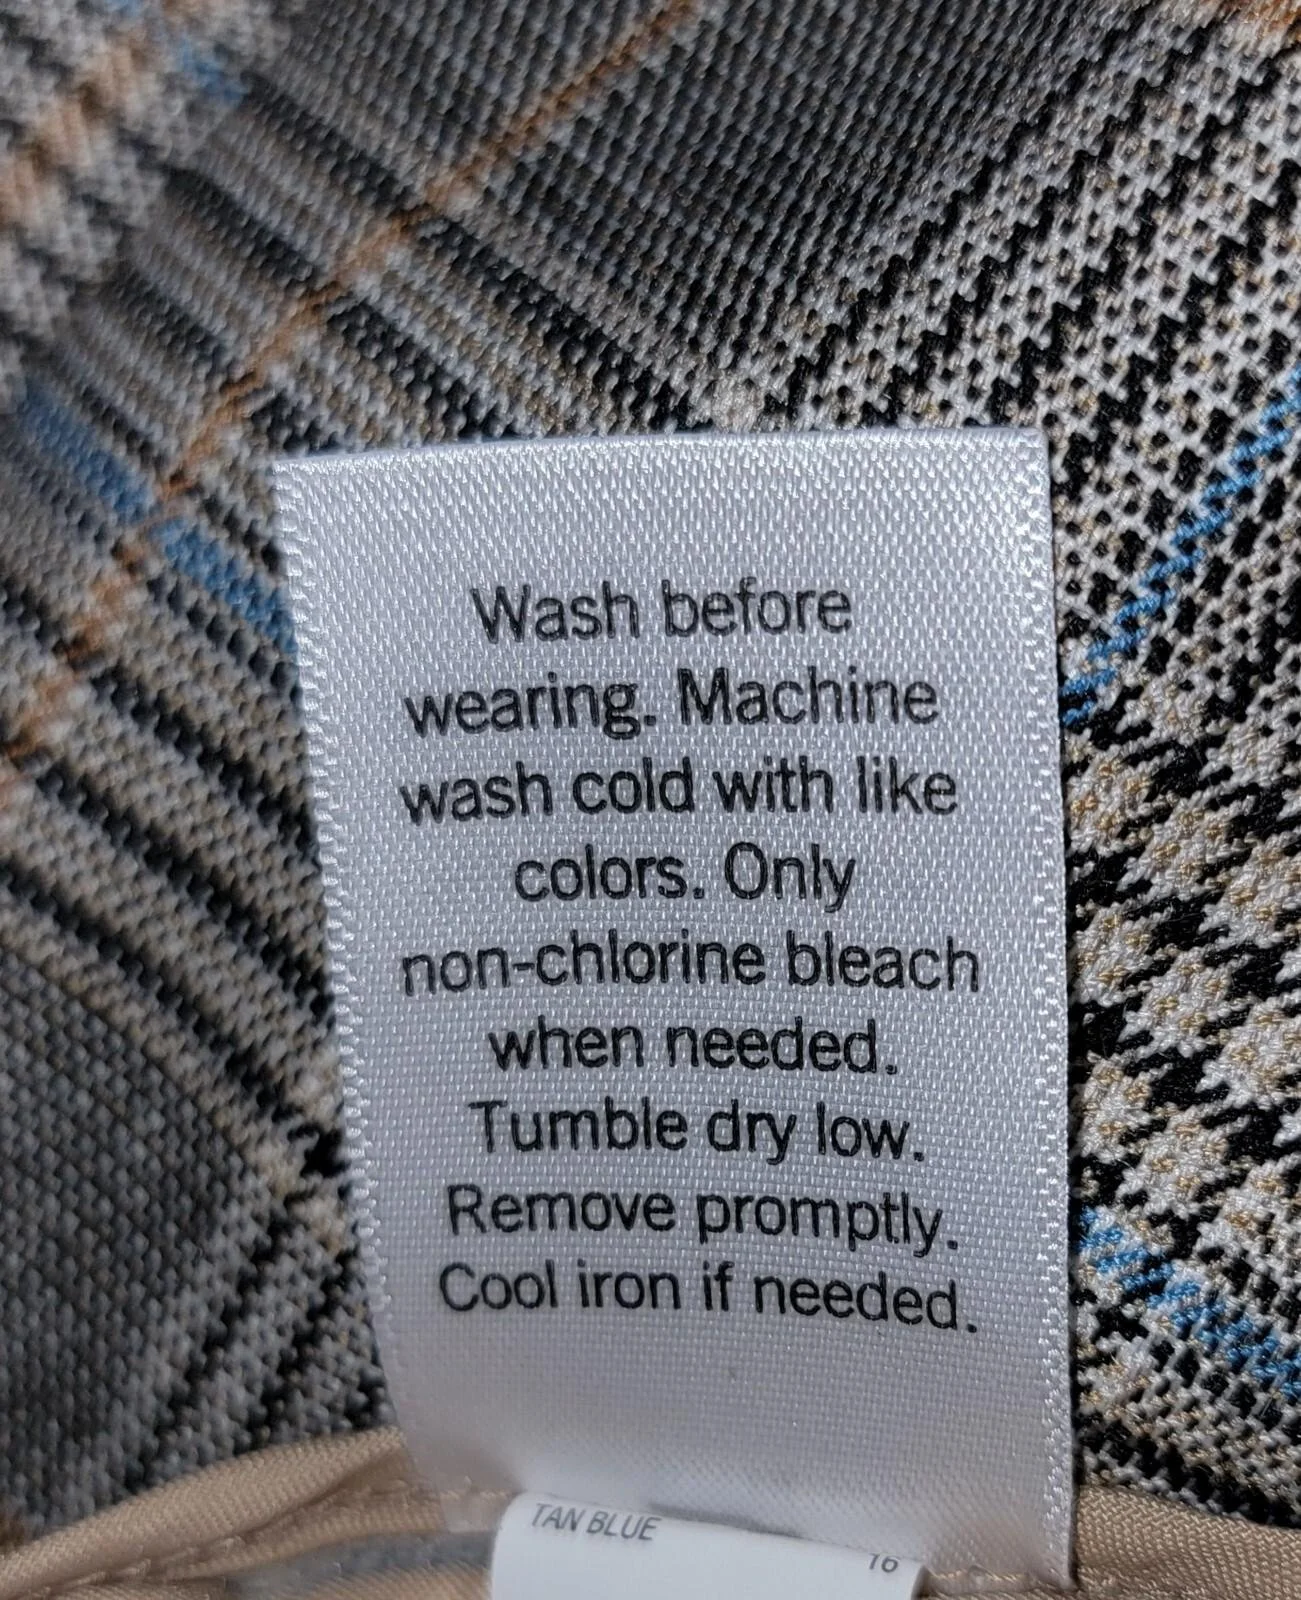 Wash before
wearing. Machine
wash cold with like
colors. Only
non-chlorine bleach
when needed.
Tumble dry low.
Remove promptly.
Cool iron if needed.
TAN BLUE
16